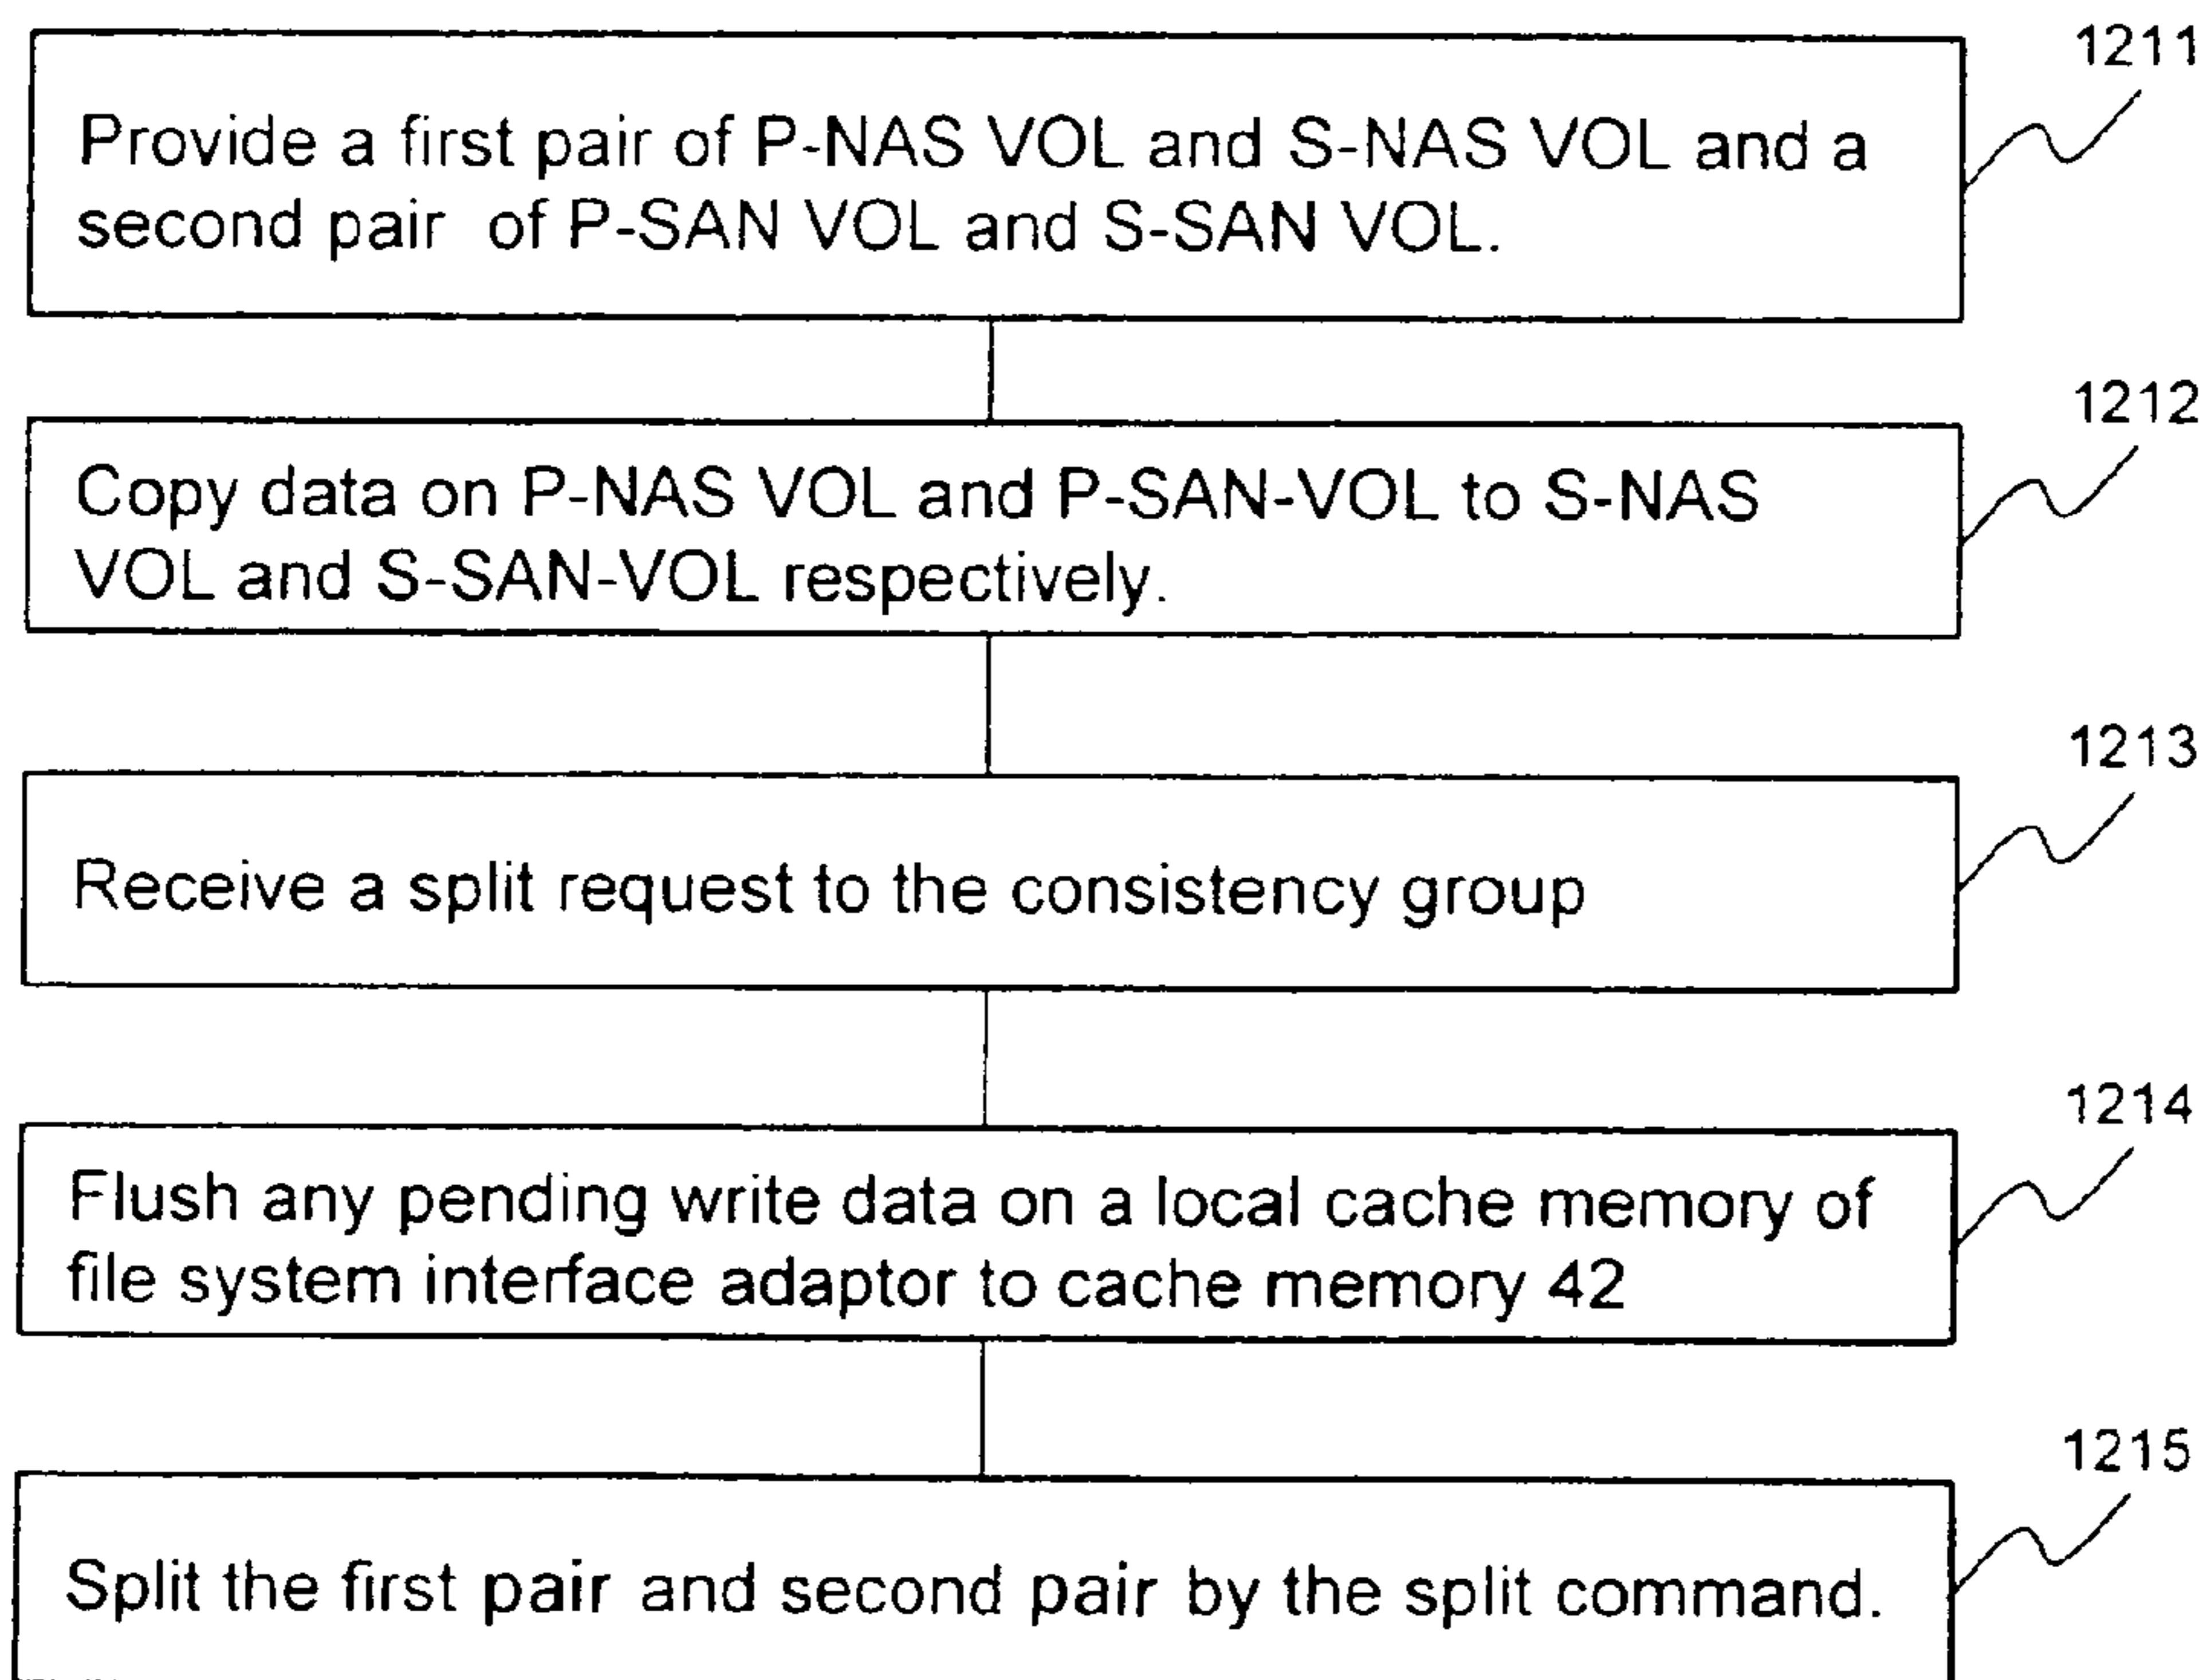 1211
Provide a first pair of P-NAS VOL and S-NAS VOL and a
second pair of P-SAN VOL and S-SAN VOL.
1212
Copy data on P-NAS VOL and P-SAN-VOL to S-NAS
VOL and S-SAN-VOL respectively.
1213
Receive a split request to the consistency group
1214
Flush any pending write data on a local cache memory of
file system interface adaptor to cache memory 42
1215
Split the first pair and second pair by the split command.